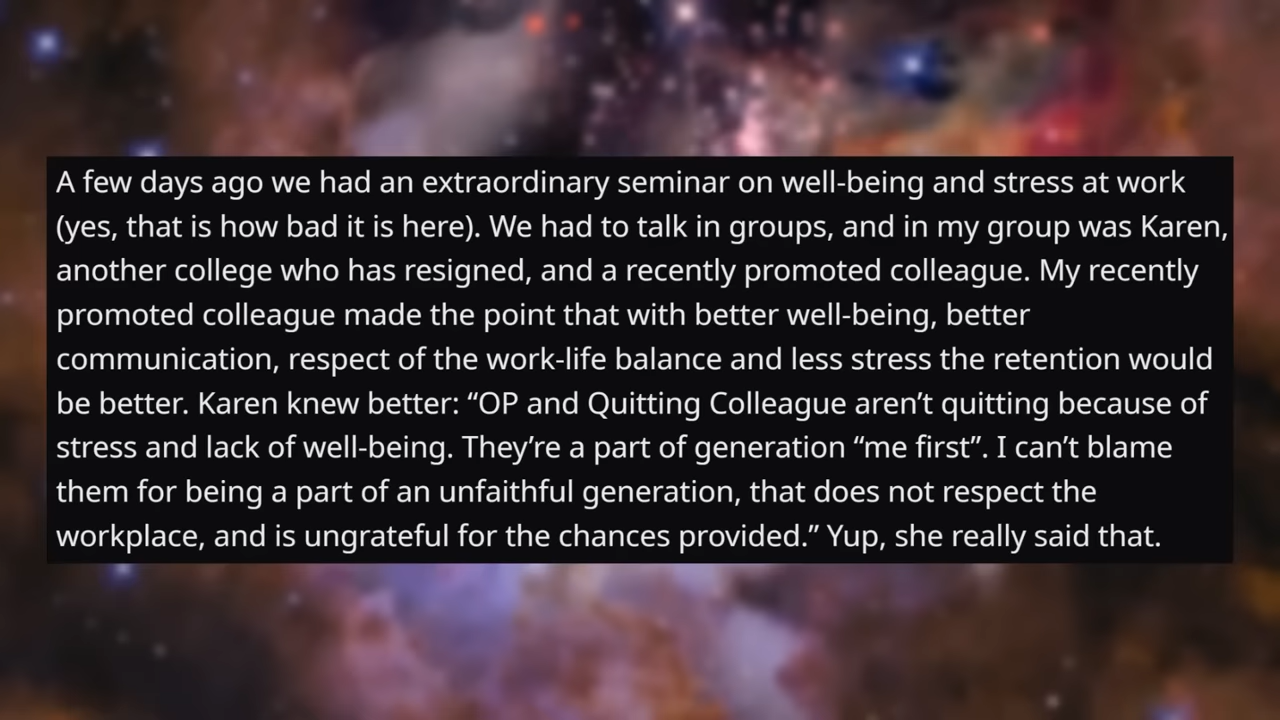 A few days ago we had an extraordinary seminar on well-being and stress at work
(yes, that is how bad it is here). We had to talk in groups, and in my group was Karen,
another college who has resigned, and a recently promoted colleague. My recently
promoted colleague made the point that with better well-being, better
communication, respect of the work-life balance and less stress the retention would
be better. Karen knew better: “OP and Quitting Colleague aren’t quitting because of
stress and lack of well-being. They’re a part of generation “me first”. I can’t blame
them for being a part of an unfaithful generation, that does not respect the
workplace, and is ungrateful for the chances provided.” Yup, she really said that.